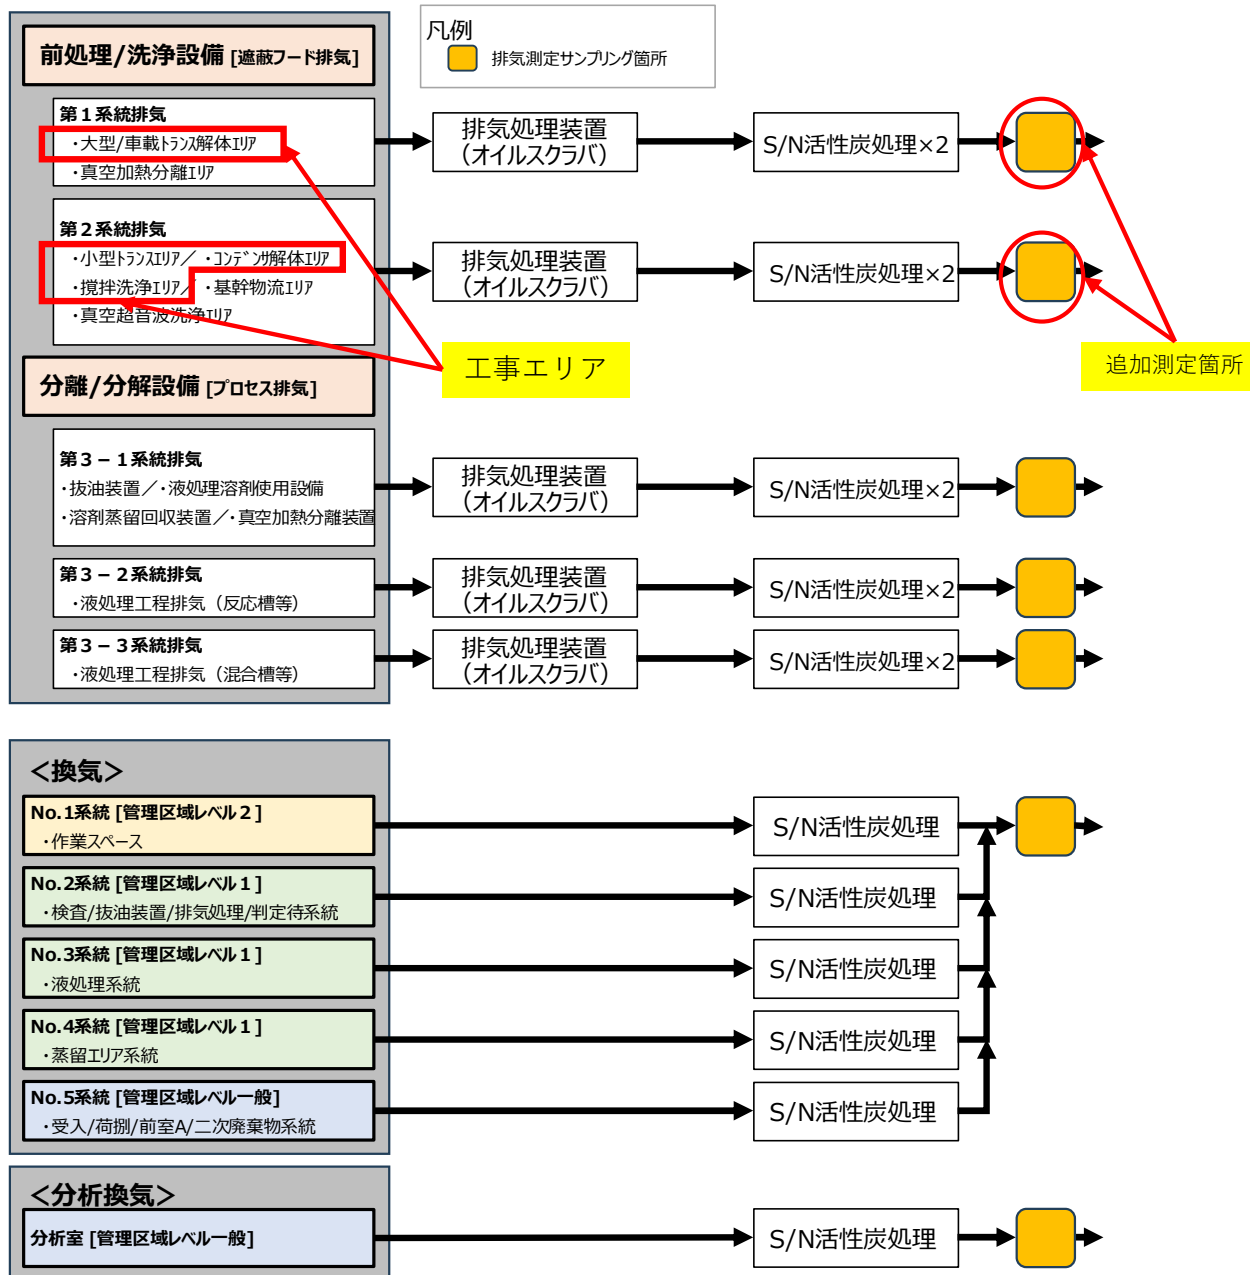 凡例
排気測定サンプリング箇所
前処理/洗浄設備 [遮蔽フード排気]
第１系統排気
・大型/車載トランス解体エリア
・真空加熱分離エリア
排気処理装置
（オイルスクラバ）
S/N活性炭処理×2
第２系統排気
・小型トランスエリア／ ・コンデンサ解体エリア
・撹拌洗浄エリア／ ・基幹物流エリア
・真空超音波洗浄エリア
排気処理装置
（オイルスクラバ）
S/N活性炭処理×2
工事エリア
追加測定箇所
分離/分解設備 [プロセス排気]
第３－１系統排気
・抜油装置／・液処理溶剤使用設備
・溶剤蒸留回収装置／・真空加熱分離装置
排気処理装置
（オイルスクラバ）
S/N活性炭処理×2
第３－２系統排気
・液処理工程排気（反応槽等）
排気処理装置
（オイルスクラバ）
S/N活性炭処理×2
第３－３系統排気
・液処理工程排気（混合槽等）
排気処理装置
（オイルスクラバ）
S/N活性炭処理×2
＜換気＞
No.1系統 [管理区域レベル２]
・作業スペース
S/N活性炭処理
No.2系統 [管理区域レベル１]
・検査/抜油装置/排気処理/判定待系統
S/N活性炭処理
No.3系統 [管理区域レベル１]
・液処理系統
S/N活性炭処理
No.4系統 [管理区域レベル１]
・蒸留エリア系統
S/N活性炭処理
No.5系統 [管理区域レベル一般]
・受入/荷捌/前室A/二次廃棄物系統
S/N活性炭処理
＜分析換気＞
分析室 [管理区域レベル一般]
S/N活性炭処理